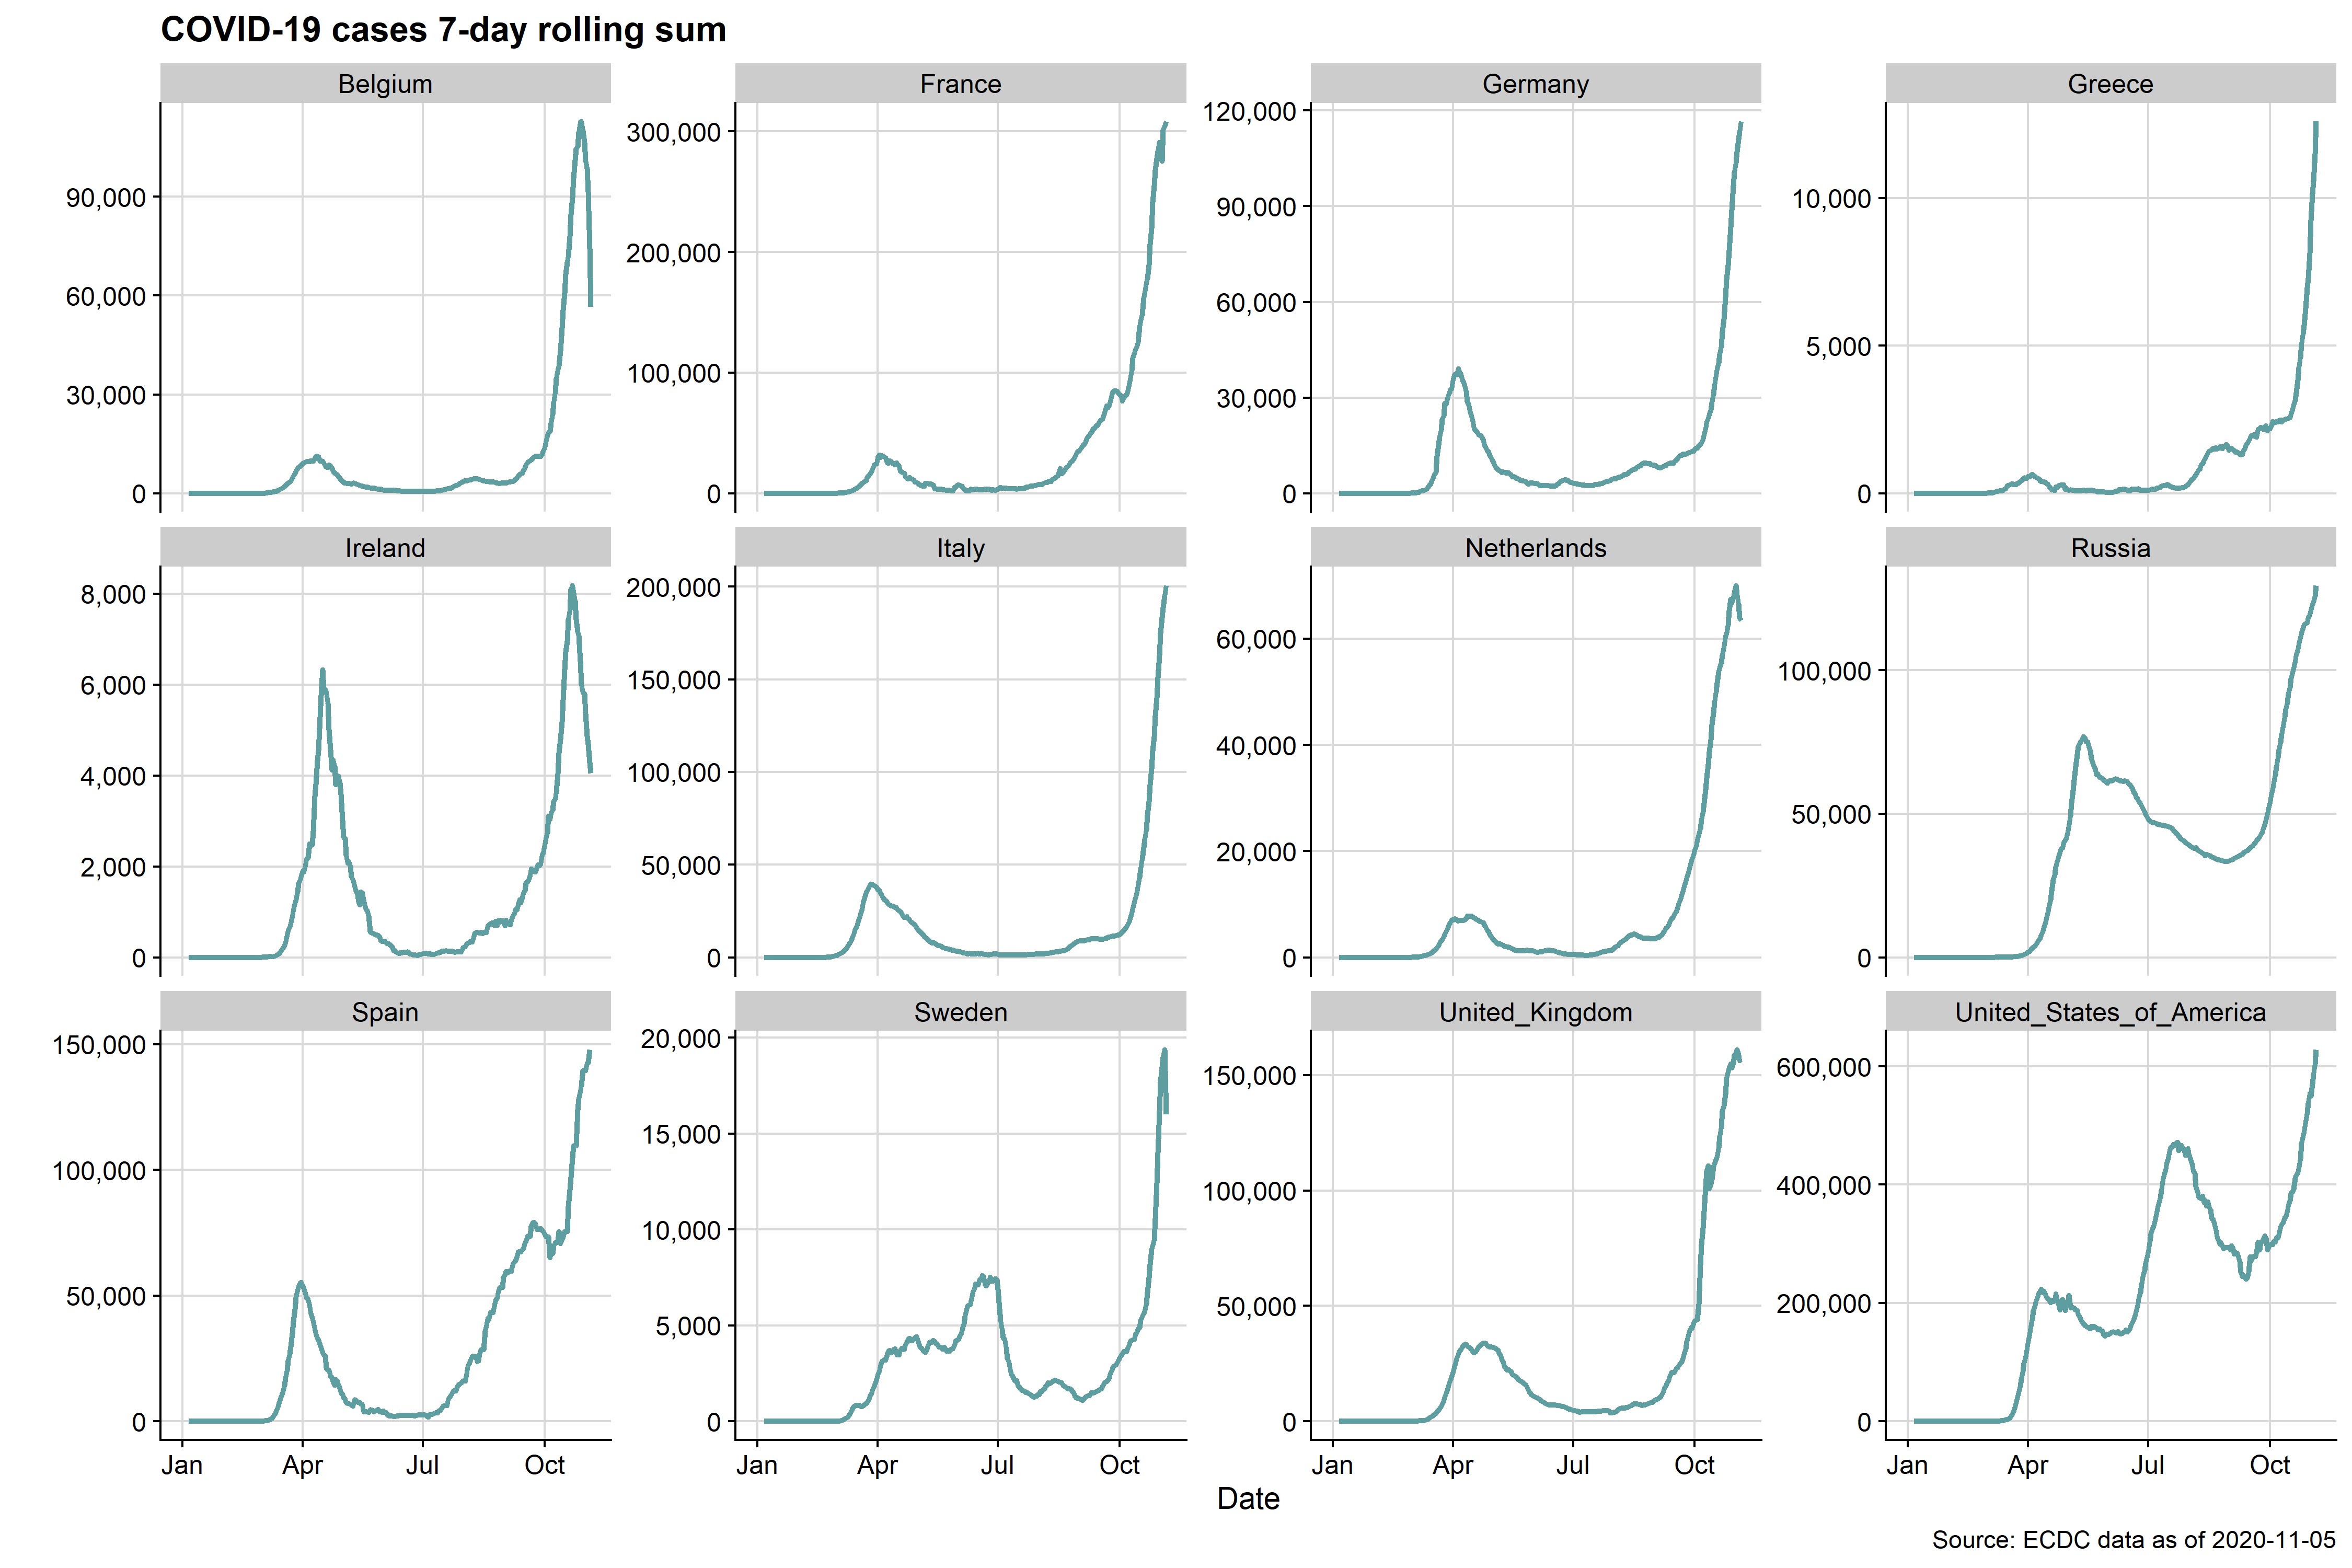 COVID-19 cases 7-day rolling sum
Belgium
France
Germany
Greece
90,000
60,000
30,000
0
300,000
200,000
100,000
0
120,000
90,000
60,000
30,000
0
10,000
5,000
0
Ireland
Italy
Netherlands
Russia
8,000
6,000
4,000
2,000
0
200,000
150,000
100,000
50,000
0
60,000
40,000
20,000
0
100,000
50,000
0
Spain
Sweden
United_Kingdom
United_States_of_America
150,000
100,000
50,000
0
20,000
15,000
10,000
5,000
0
150,000
100,000
50,000
0
600,000
400,000
200,000
0
Jan Apr Jul Oct
Jan Apr Jul Oct
Jan Apr Jul Oct
Jan Apr Jul Oct
Date
Source: ECDC data as of 2020-11-05